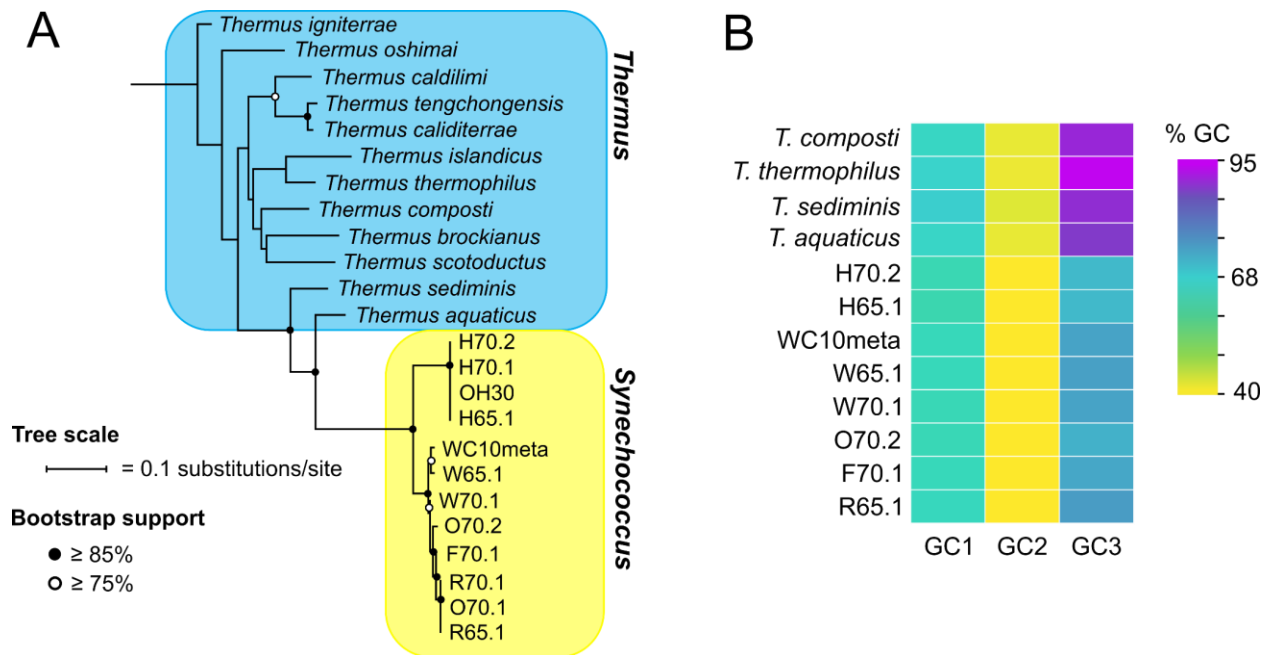 A
Thermus igniterrae
Thermus oshimai
Thermus caldilimi
Thermus tengchongensis
Thermus caliditerrae
Thermus islandicus
Thermus thermophilus
Thermus composti
Thermus brockianus
Thermus scotoductus
Thermus sediminis
Thermus aquaticus
Thermus
H70.2
H70.1
OH30
H65.1
WC10meta
W65.1
W70.1
O70.2
F70.1
R70.1
O70.1
R65.1
Synechococcus
Tree scale
= 0.1 substitutions/site
Bootstrap support
≥ 85%
≥ 75%
B
T. composti
T. thermophilus
T. sediminis
T. aquaticus
H70.2
H65.1
WC10meta
W65.1
W70.1
O70.2
F70.1
R65.1
GC1 GC2 GC3
% GC
95
68
40